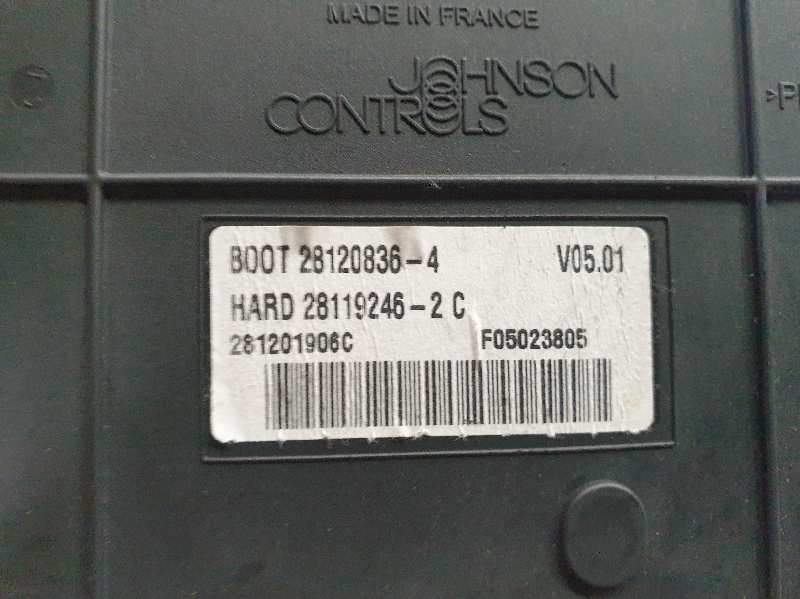 MADE IN FRANCE
JOHNSON
CONTROLS
BOOT 28120836-4 V05.01
HARD 28119246-2 C
281201906C F05023805